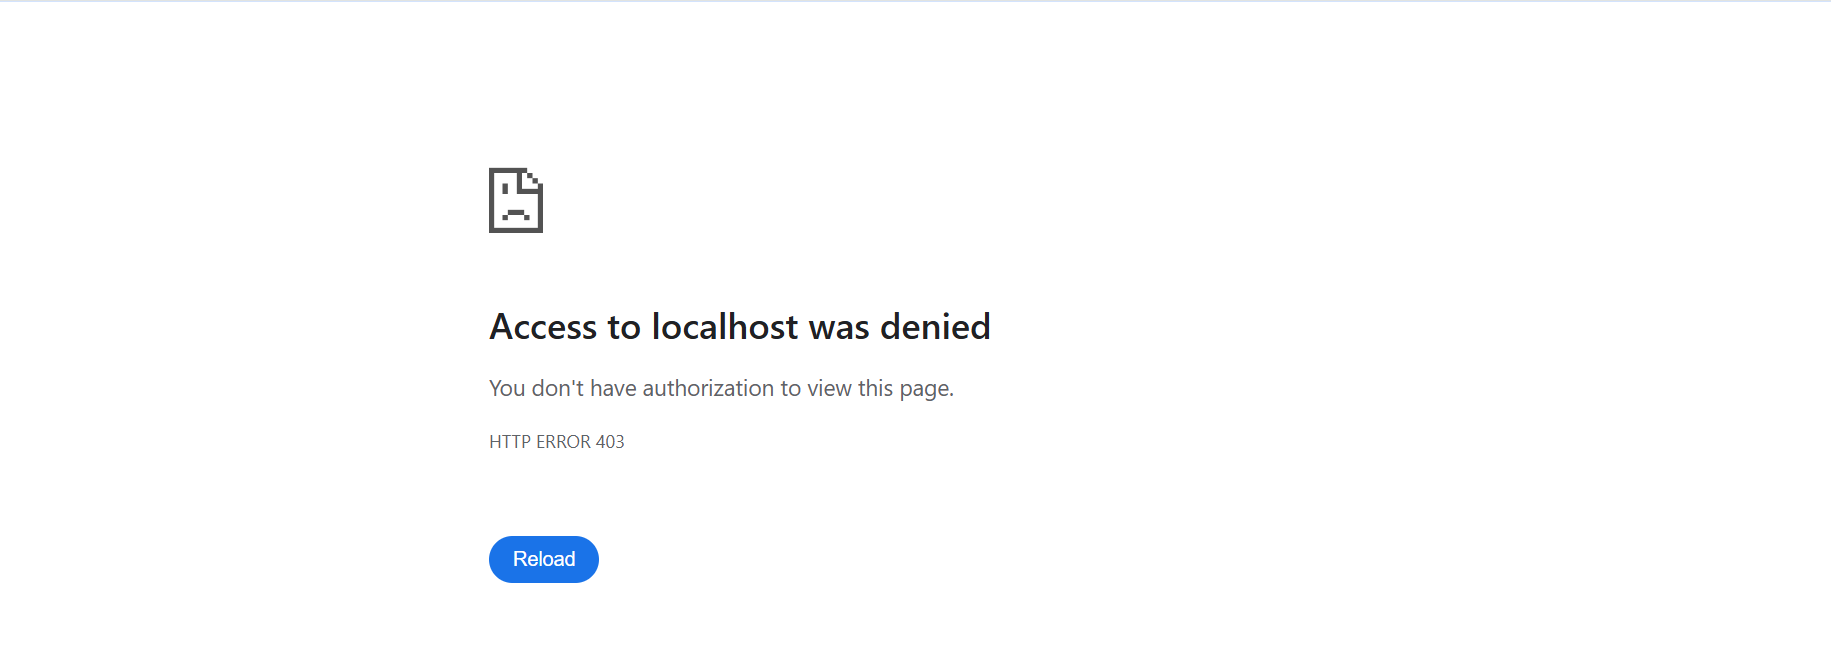 Access to localhost was denied
You don't have authorization to view this page.
HTTP ERROR 403
Reload